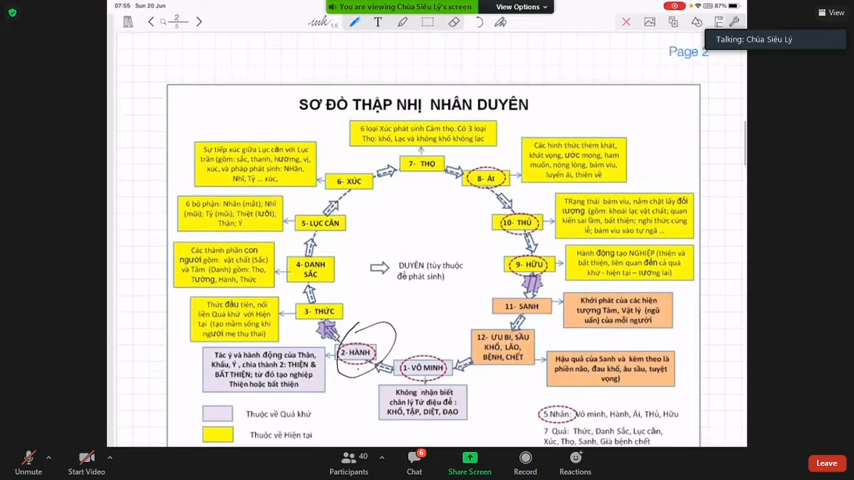 07:55 Sun 20 Jun
You are viewing Chúa Siêu Lý's screen
View Options
87%
View
2
5
ink
1.5
T
Talking: Chúa Siêu Lý
Page 2
SƠ ĐỒ THẬP NHỊ NHÂN DUYÊN
6 loại Xúc phát sinh Cảm thọ. Có 3 loại
Thọ: khổ, Lạc và không khổ không lạc
7- THỌ
Sự tiếp xúc giữa Lục căn với Lục
trần (gồm: sắc, thanh, hương, vị,
xúc, và pháp phát sinh: NHãn,
Nhĩ, Tỷ ... xúc,
6- XÚC
Các hình thức thèm khát,
khát vọng, ước mong, ham
muốn, nóng lòng, bám víu,
luyến ái, thiên về
8- ÁI
6 bộ phận: Nhãn (mắt); Nhĩ
(tai); Tỷ (mũi); Thiệt (lưỡi);
Thân; Ý
5- LỤC CĂN
TRạng thái bám víu, nắm chặt lấy đối
tượng (gồm: khoái lạc vật chất; quan
kiến sai lầm, bất thiện; nghi thức cúng
lễ; bám víu vào tự ngã ...
10- THỦ
Các thành phần con
người gồm: vật chất (Sắc)
và Tâm (Danh) gồm: Thọ,
Tưởng, Hành, Thức
4- DANH
SẮC
DUYÊN (tùy thuộc
để phát sinh)
9- HỮU
Hành động tạo NGHIỆP (thiện và
bất thiện, liên quan đến cả quá
khứ - hiện tại – tương lai)
Thức đầu tiên, nối
liền Quá khứ với Hiện
tại (tạo mầm sống khi
người mẹ thụ thai)
3- THỨC
11- SANH
Khởi phát của các hiện
tượng Tâm, Vật lý (ngũ
uẩn) của mỗi người
2- HÀNH
12- ƯU BI, SẦU
KHỔ, LÃO,
BỆNH, CHẾT
Tác ý và hành động của Thân,
Khẩu, Ý , chia thành 2: THIỆN &
BẤT THIỆN; từ đó tạo nghiệp
Thiện hoặc bất thiện
1- VÔ MINH
Hậu quả của Sanh và kèm theo là
phiền não, đau khổ, âu sầu, tuyệt
vọng)
Không nhận biết
chân lý Tứ diệu đế :
KHỔ, TẬP, DIỆT, ĐẠO
Thuộc về Quá khứ
5 Nhân: Vô minh, Hành, Ái, THủ, Hữu
Thuộc về Hiện tại
7 Quả: Thức, Danh Sắc, Lục căn,
Xúc, Thọ, Sanh, Già bệnh chết
Unmute
Start Video
40
Participants
6
Chat
Share Screen
Record
Reactions
Leave